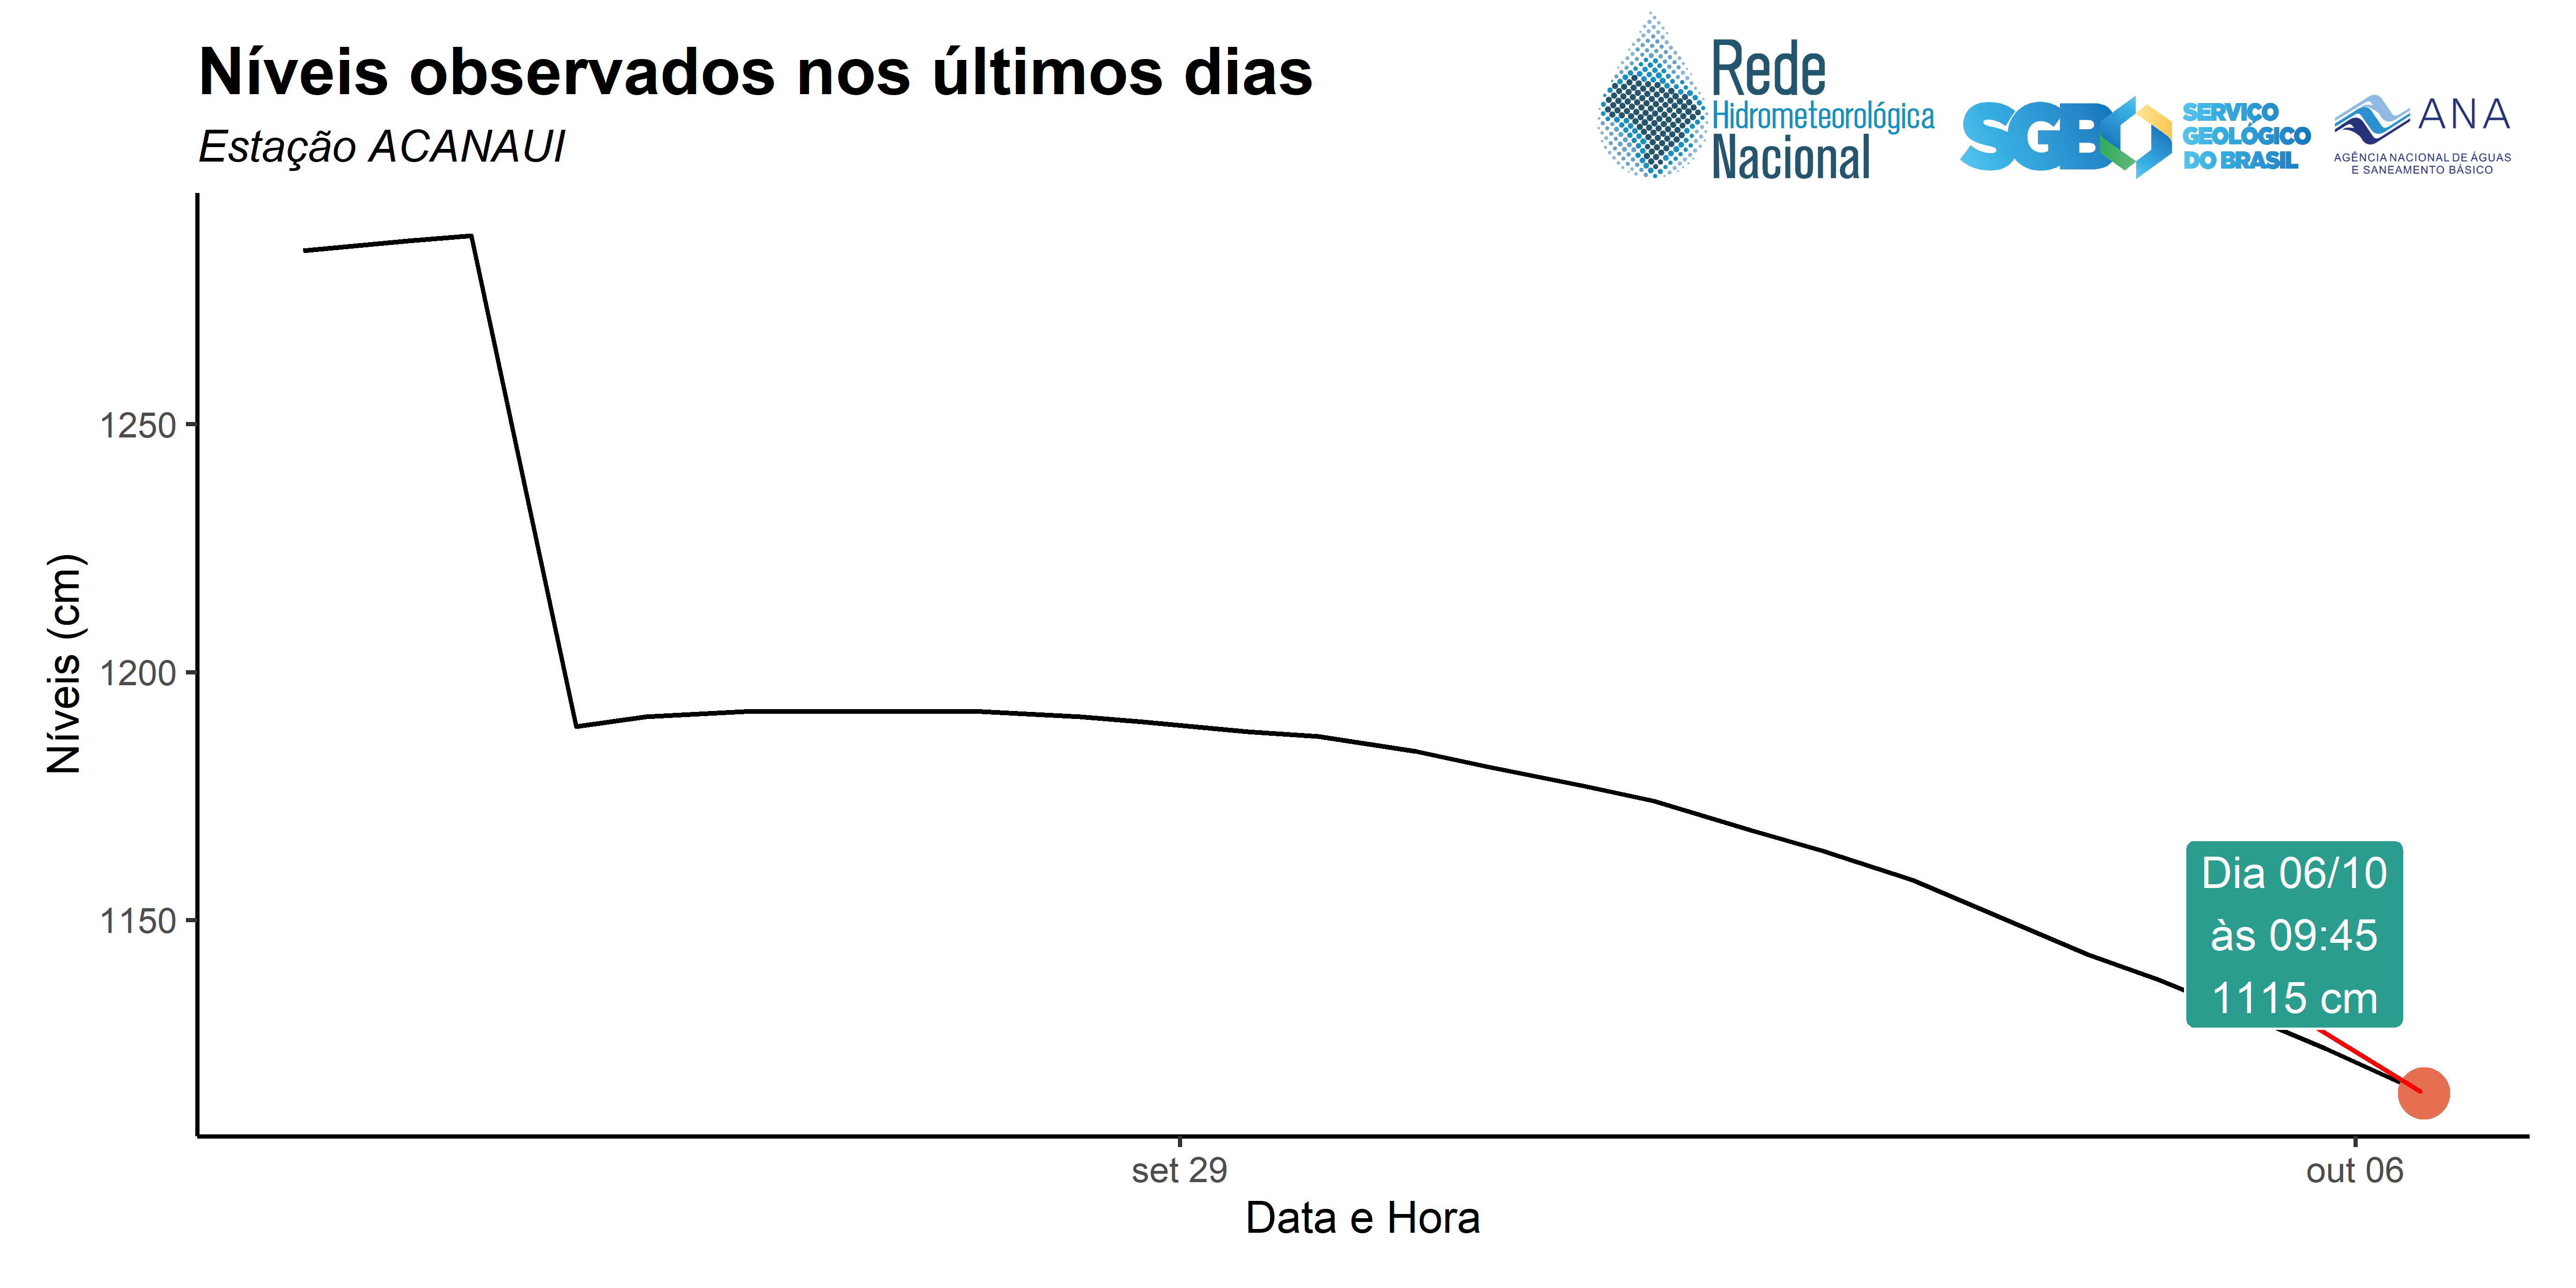 Níveis observados nos últimos dias
Estação ACANAUI
Rede
Hidrometeorológica
Nacional
SGB
SERVIÇO
GEOLÓGICO
DO BRASIL
ANA
AGÊNCIA NACIONAL DE ÁGUAS
E SANEAMENTO BÁSICO
Níveis (cm)
1250
1200
1150
Dia 06/10
às 09:45
1115 cm
set 29
out 06
Data e Hora